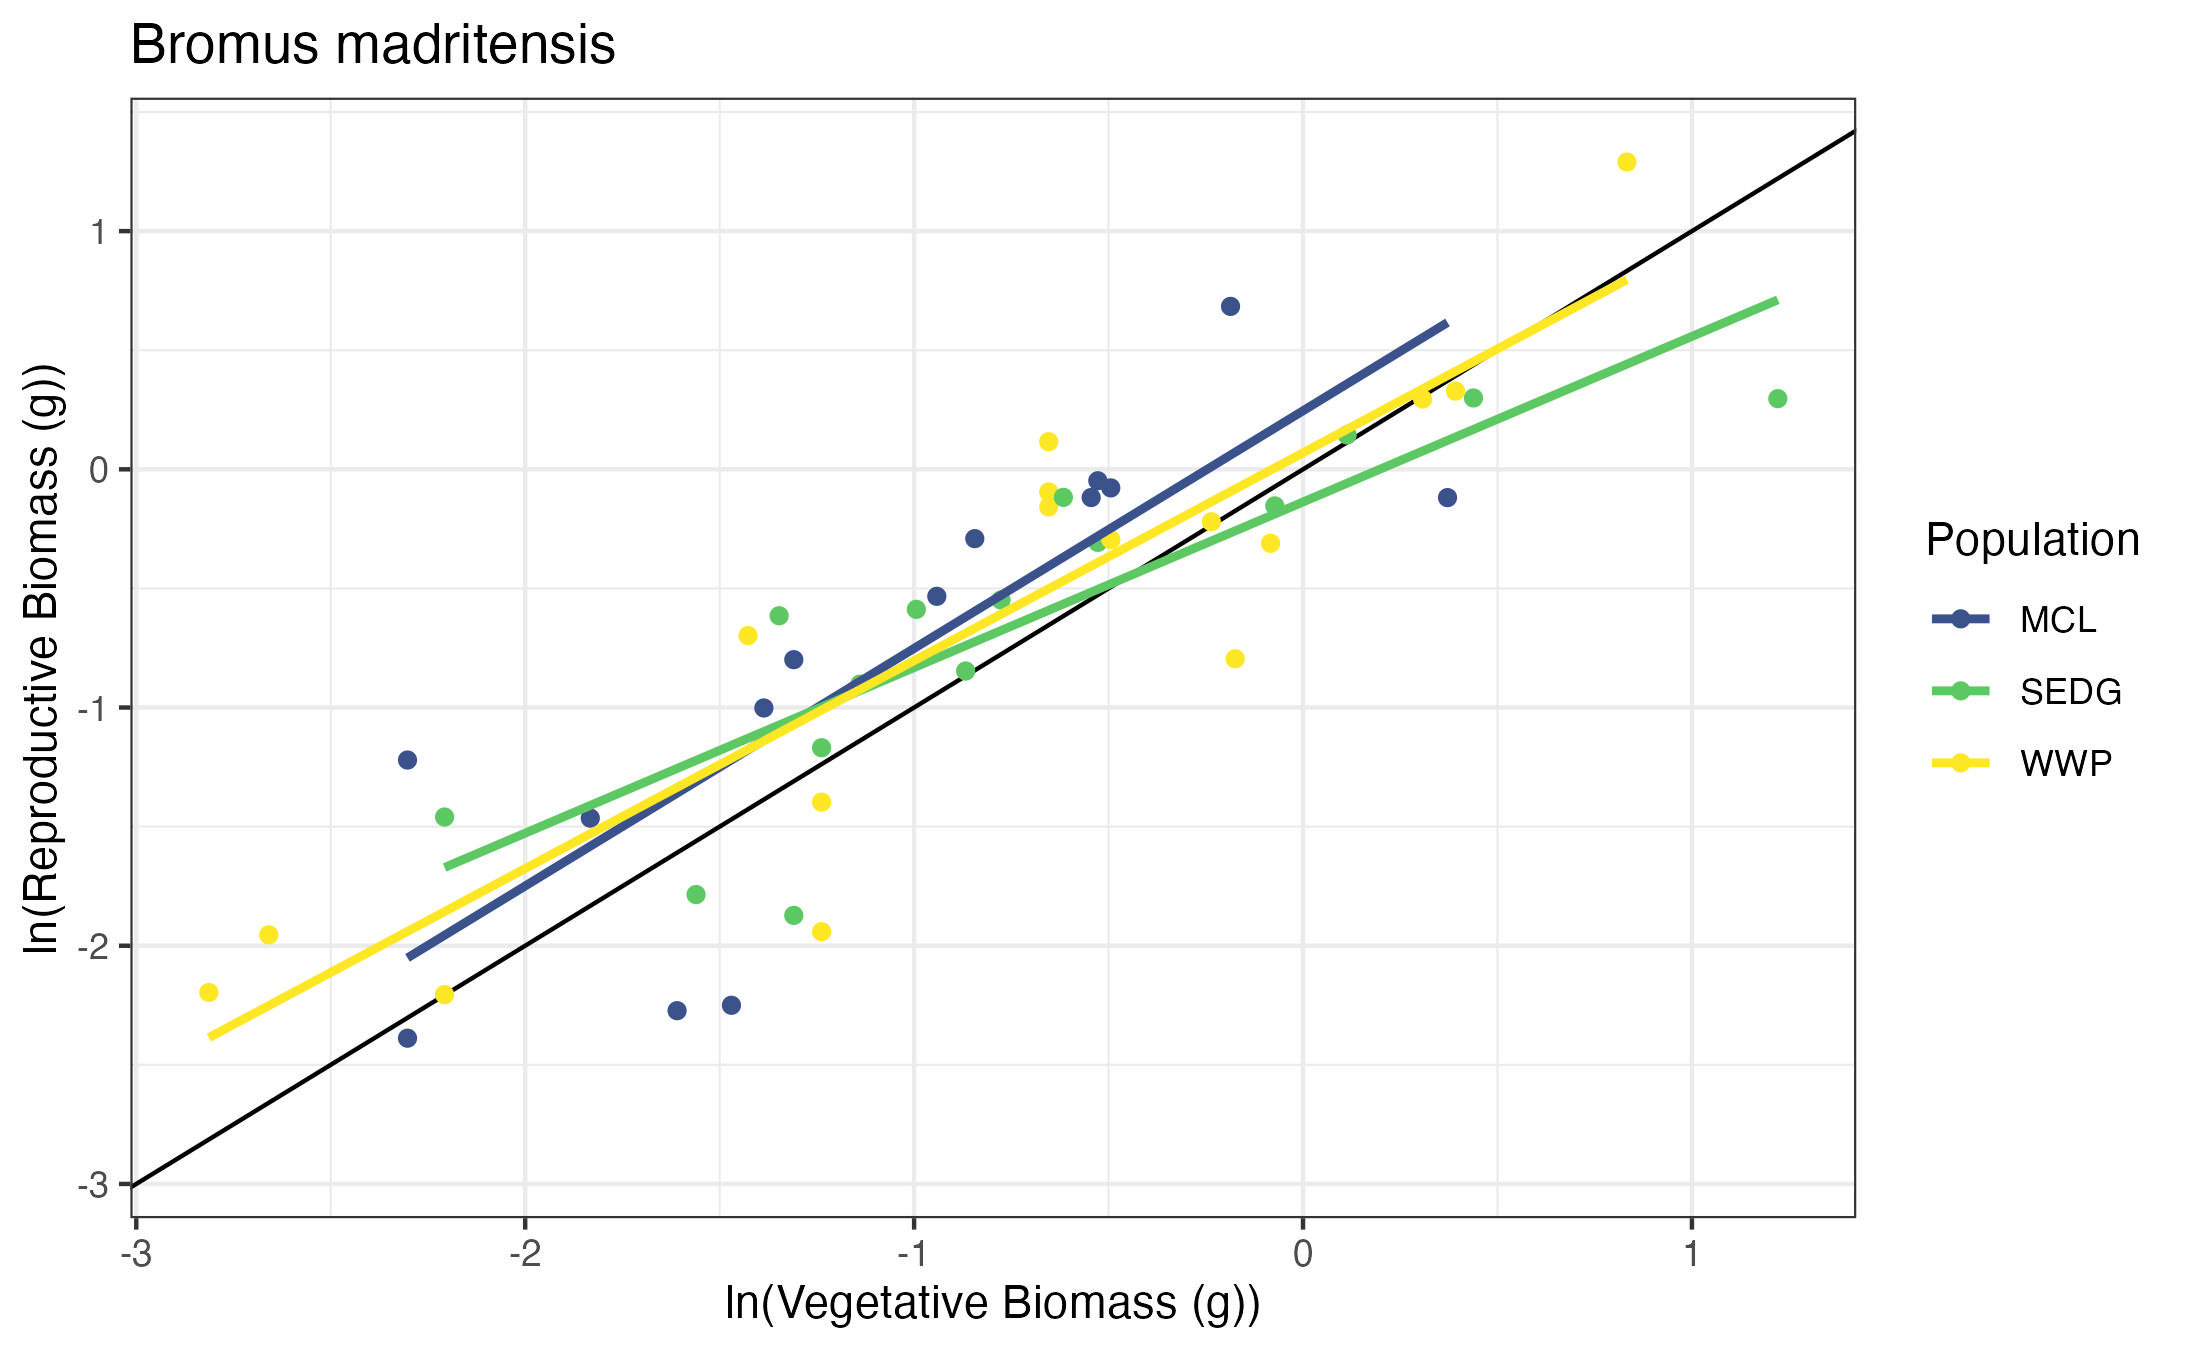 Bromus madritensis
ln(Reproductive Biomass (g))
1
0
-1
-2
-3
-3
-2
-1
0
1
ln(Vegetative Biomass (g))
Population
MCL
SEDG
WWP